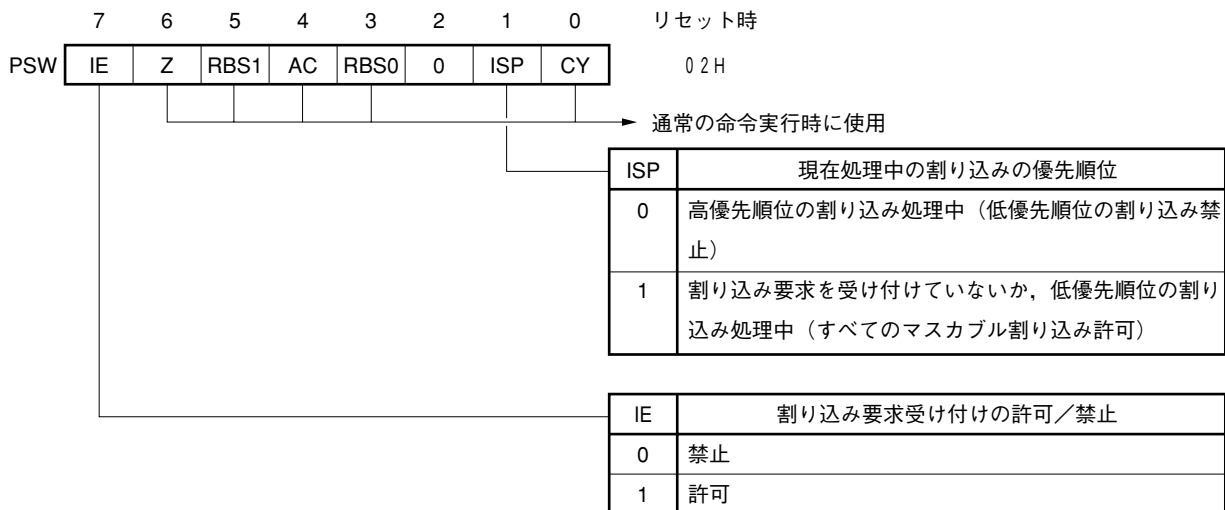 7 6 5 4 3 2 1 0 リセット時
PSW IE Z RBS1 AC RBS0 0 ISP CY 02H
通常の命令実行時に使用
ISP 現在処理中の割り込みの優先順位
0 高優先順位の割り込み処理中（低優先順位の割り込み禁
止）
1 割り込み要求を受け付けていないか，低優先順位の割り
込み処理中（すべてのマスカブル割り込み許可）
IE 割り込み要求受け付けの許可／禁止
0 禁止
1 許可